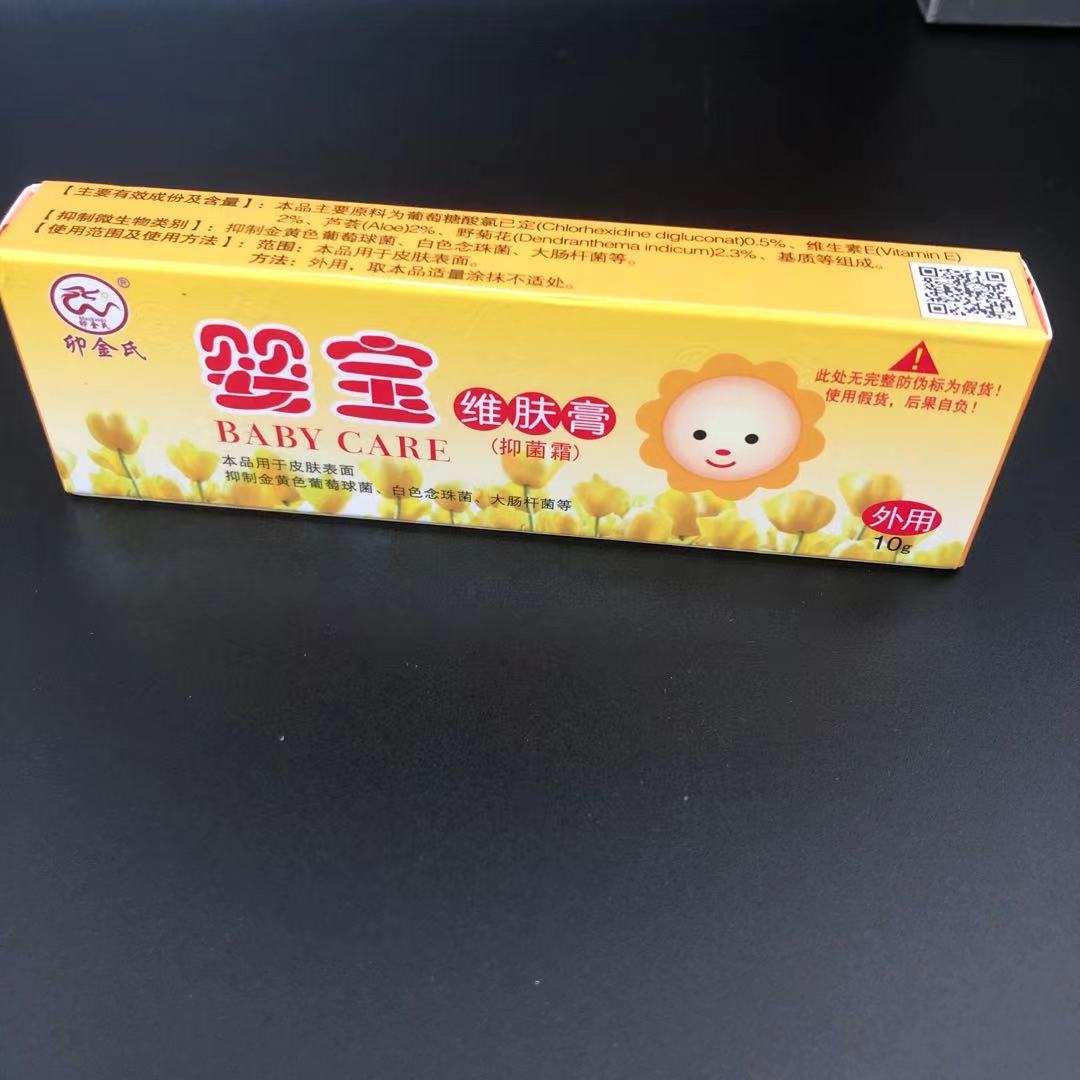 【主要有效成份及含量】：本品主要原料为葡萄糖酸氯已定(Chlorhexidine digluconat)0.5%、维生素E(Vitamin E)
2%、芦荟(Aloe)2%、野菊花(Dendranthema indicum)2.3%、基质等组成。
【抑制微生物类别】：抑制金黄色葡萄球菌、白色念珠菌、大肠杆菌等。
【使用范围及使用方法】：范围：本品用于皮肤表面。
方法：外用，取本品适量涂抹不适处。
卯金氏
®
卯金氏
婴宝
BABY CARE
维肤膏
(抑菌霜)
本品用于皮肤表面
抑制金黄色葡萄球菌、白色念珠菌、大肠杆菌等
!
此处无完整防伪标为假货！
使用假货，后果自负！
外用
10g